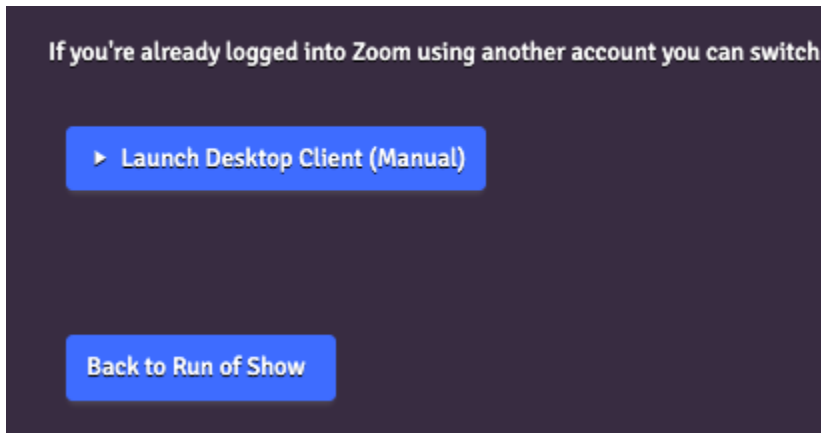 If you're already logged into Zoom using another account you can switch
Launch Desktop Client (Manual)
Back to Run of Show